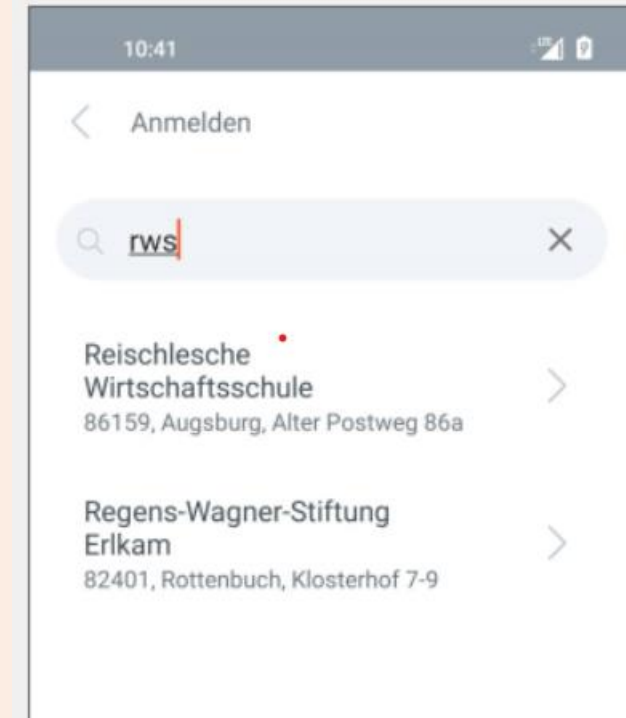 10:41
LTE
Anmelden
rws
Reischlesche
Wirtschaftsschule
86159, Augsburg, Alter Postweg 86a
Regens-Wagner-Stiftung
Erlkam
82401, Rottenbuch, Klosterhof 7-9